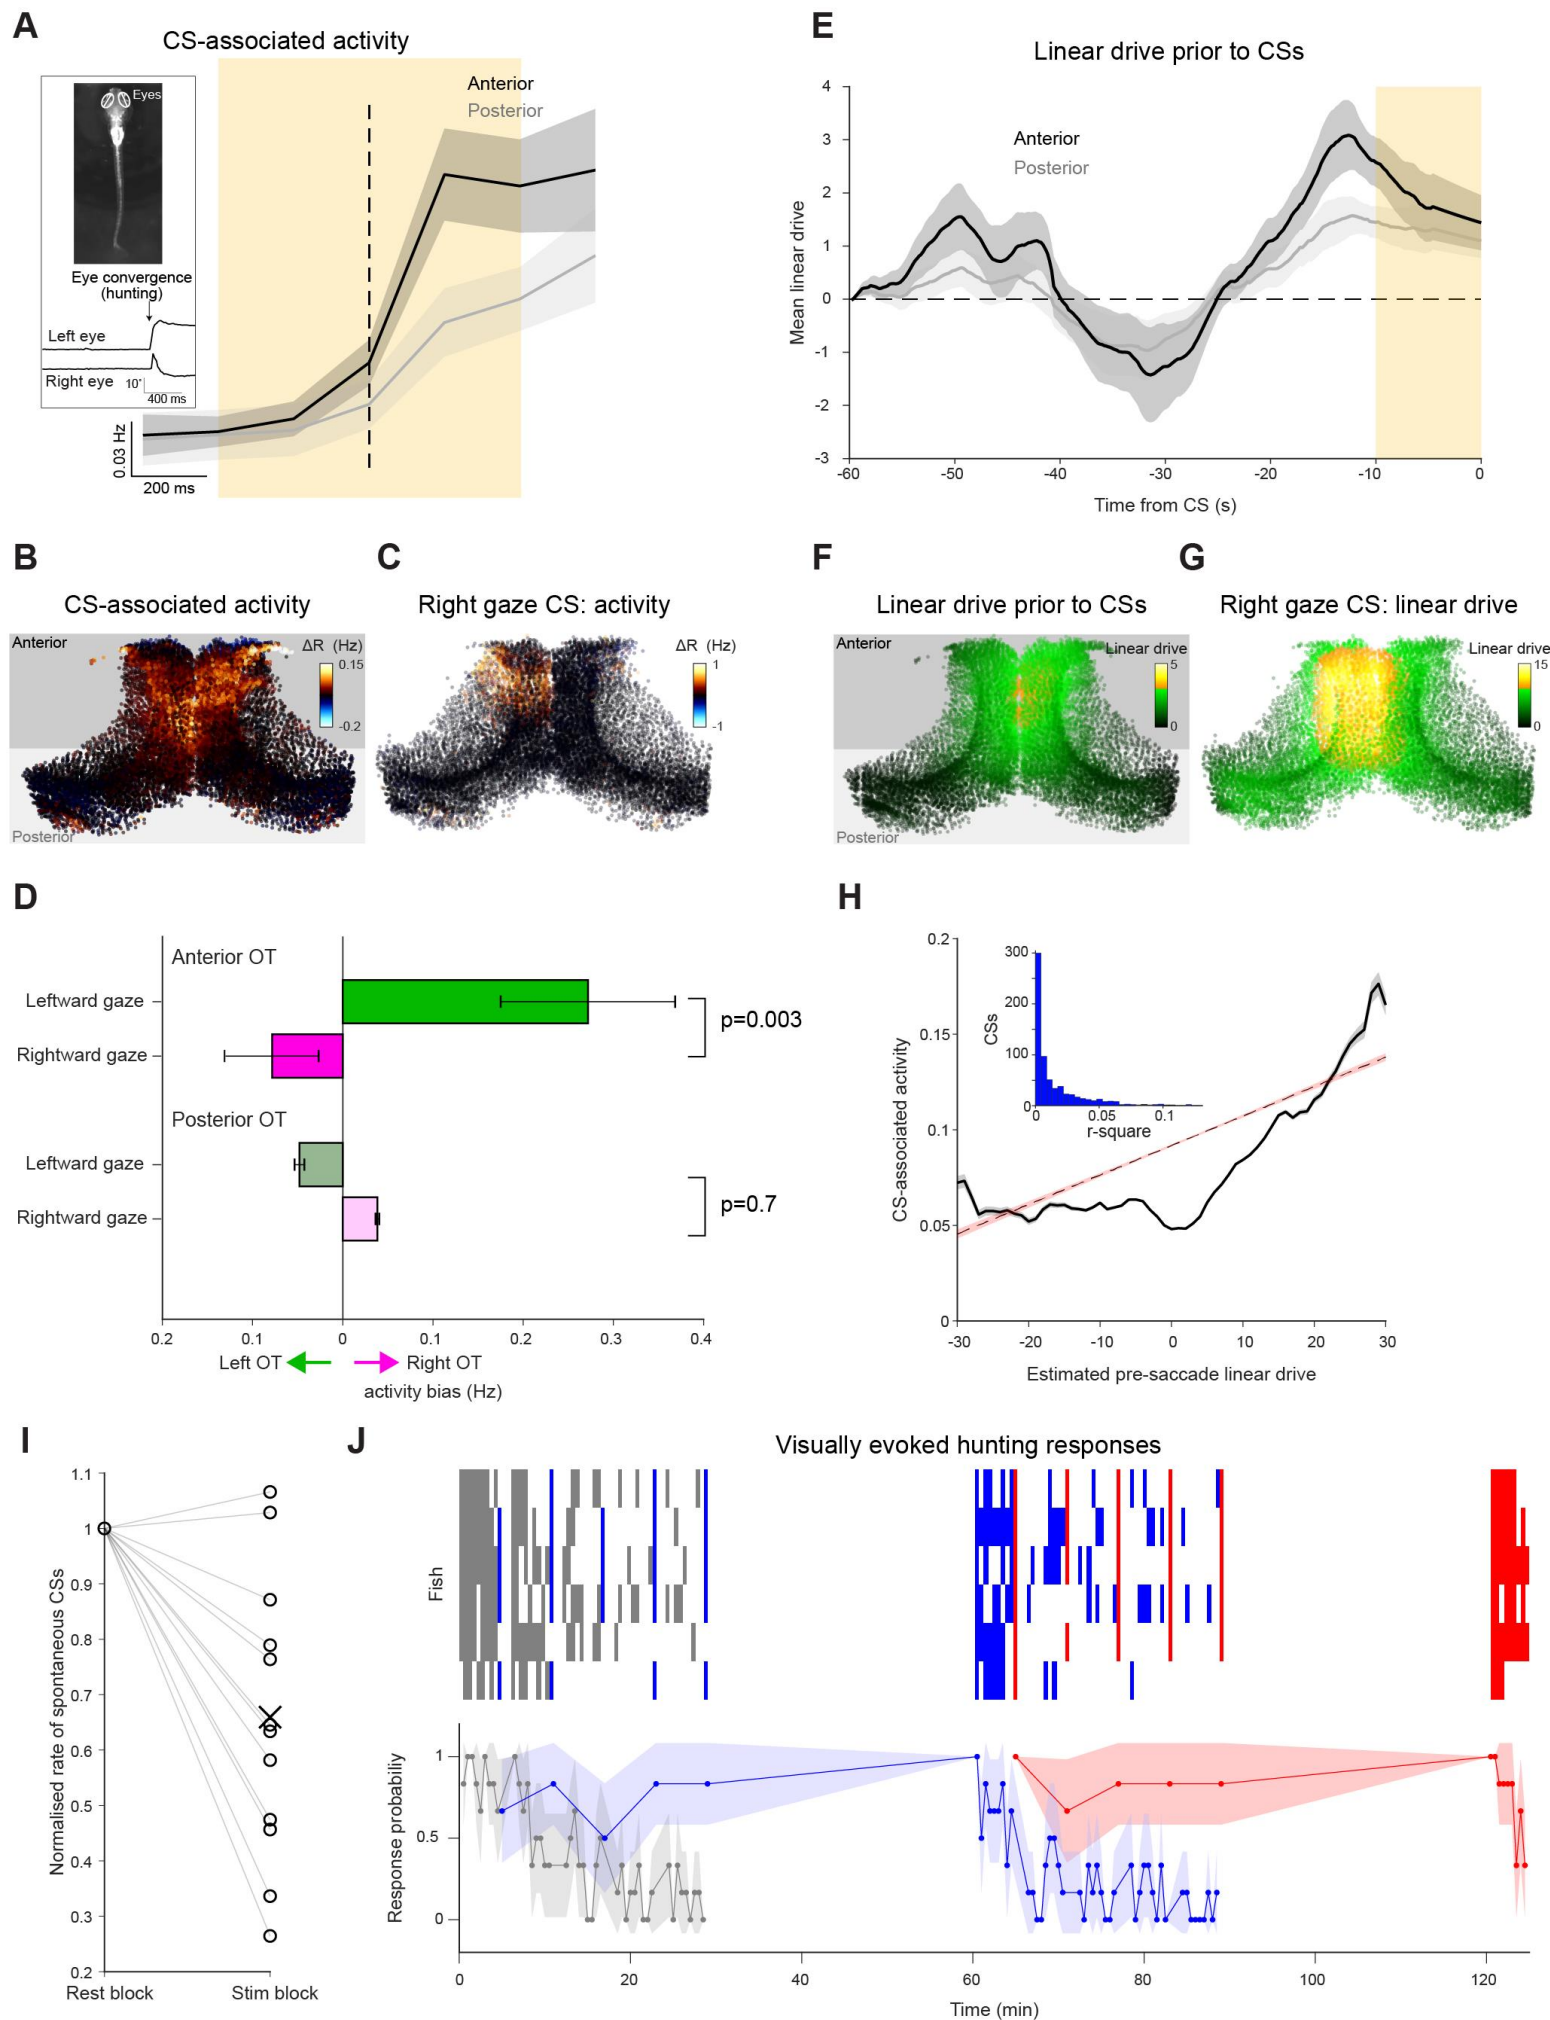 A
CS-associated activity
Anterior
Posterior
Eyes
Eye convergence
(hunting)
Left eye
Right eye
10°
400 ms
0.03 Hz
200 ms
E
Linear drive prior to CSs
Anterior
Posterior
Mean linear drive
4
3
2
1
0
-1
-2
-3
-60
-50
-40
-30
-20
-10
0
Time from CS (s)
B
CS-associated activity
Anterior
ΔR (Hz)
0.15
-0.2
Posterior
C
Right gaze CS: activity
ΔR (Hz)
1
-1
F
Linear drive prior to CSs
Anterior
Linear drive
5
0
Posterior
G
Right gaze CS: linear drive
Linear drive
15
0
D
Anterior OT
Leftward gaze
Rightward gaze
p=0.003
Posterior OT
Leftward gaze
Rightward gaze
p=0.7
0.2
0.1
0
0.1
0.2
0.3
0.4
Left OT
Right OT
activity bias (Hz)
H
CS-associated activity
0.2
0.15
0.1
0.05
0
-30
-20
-10
0
10
20
30
Estimated pre-saccade linear drive
CSs
300
200
100
0
0
0.05
0.1
r-square
I
Normalised rate of spontaneous CSs
1.1
1
0.9
0.8
0.7
0.6
0.5
0.4
0.3
0.2
Rest block
Stim block
J
Visually evoked hunting responses
Fish
Response probabiliy
1
0.5
0
0
20
40
60
80
100
120
Time (min)